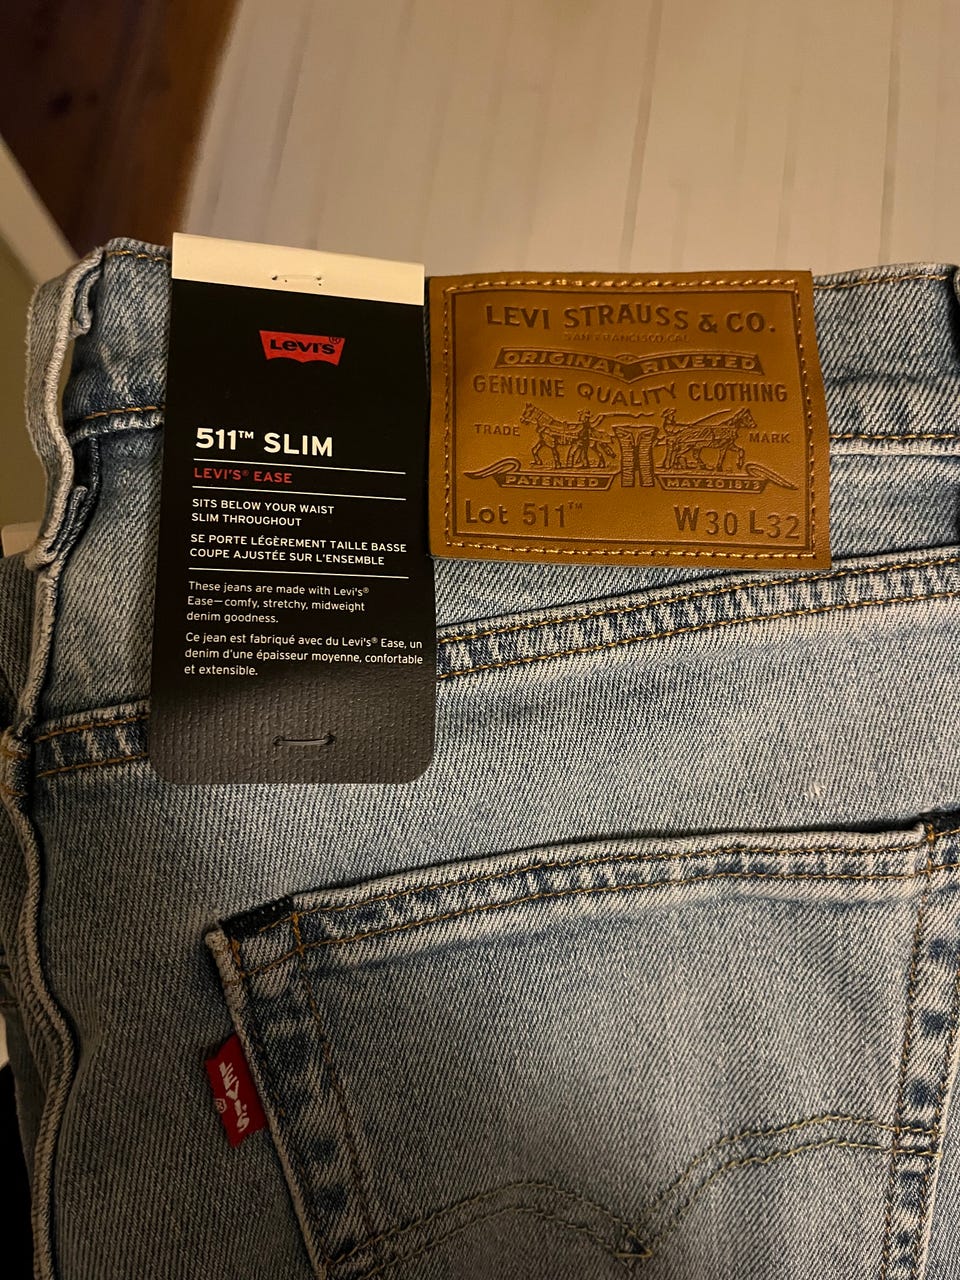 LEVI'S®
511™ SLIM
LEVI'S® EASE
SITS BELOW YOUR WAIST
SLIM THROUGHOUT
SE PORTE LÉGÈREMENT TAILLE BASSE
COUPE AJUSTÉE SUR L'ENSEMBLE
These jeans are made with Levi's®
Ease—comfy, stretchy, midweight
denim goodness.
Ce jean est fabriqué avec du Levi's® Ease, un
denim d'une épaisseur moyenne, confortable
et extensible.
LEVI STRAUSS & CO.
SAN FRANCISCO, CAL.
ORIGINAL RIVETED
GENUINE QUALITY CLOTHING
TRADE MARK
PATENTED MAY 20 1873
Lot 511™ W30 L32
LEVI'S®